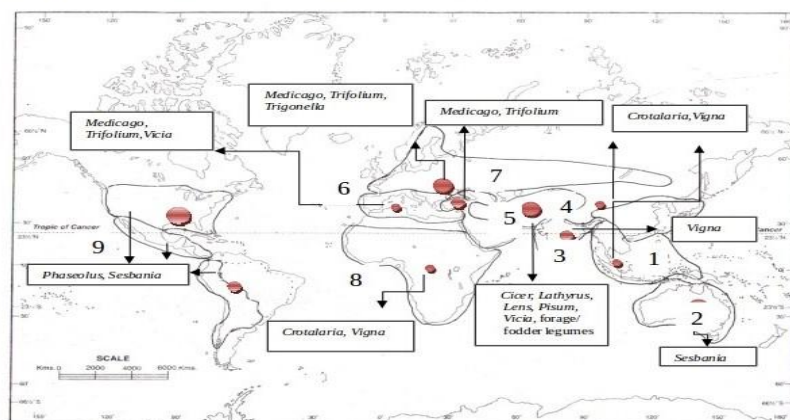 Medicago, Trifolium,
Trigonella
Medicago, Trifolium
Crotalaria,Vigna
Medicago,
Trifolium,Vicia
6
7
5
4
Tropic of Cancer
Vigna
9
3
1
Phaseolus, Sesbania
8
Cicer, Lathyrus,
Lens, Pisum,
Vicia, forage/
fodder legumes
2
Crotalaria, Vigna
Sesbania
SCALE
Kms. 0 2000 4000 6000 Kms.